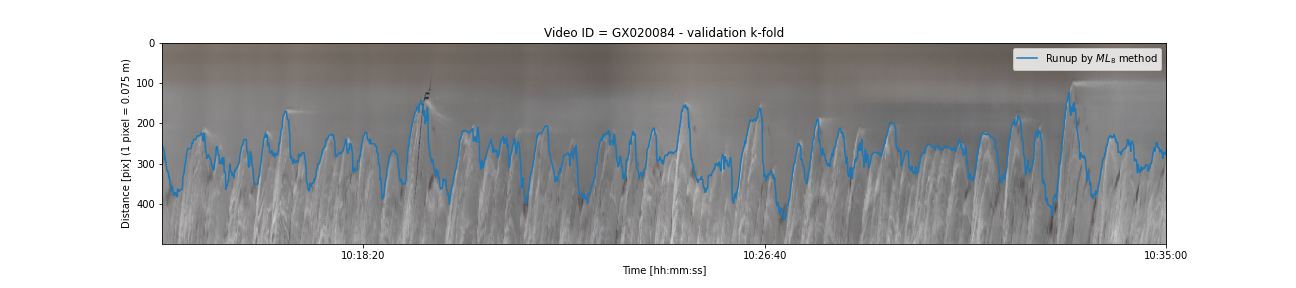 Video ID = GX020084 - validation k-fold
Runup by ML₈ method
Distance [pix] (1 pixel = 0.075 m)
0
100
200
300
400
10:18:20
10:26:40
10:35:00
Time [hh:mm:ss]